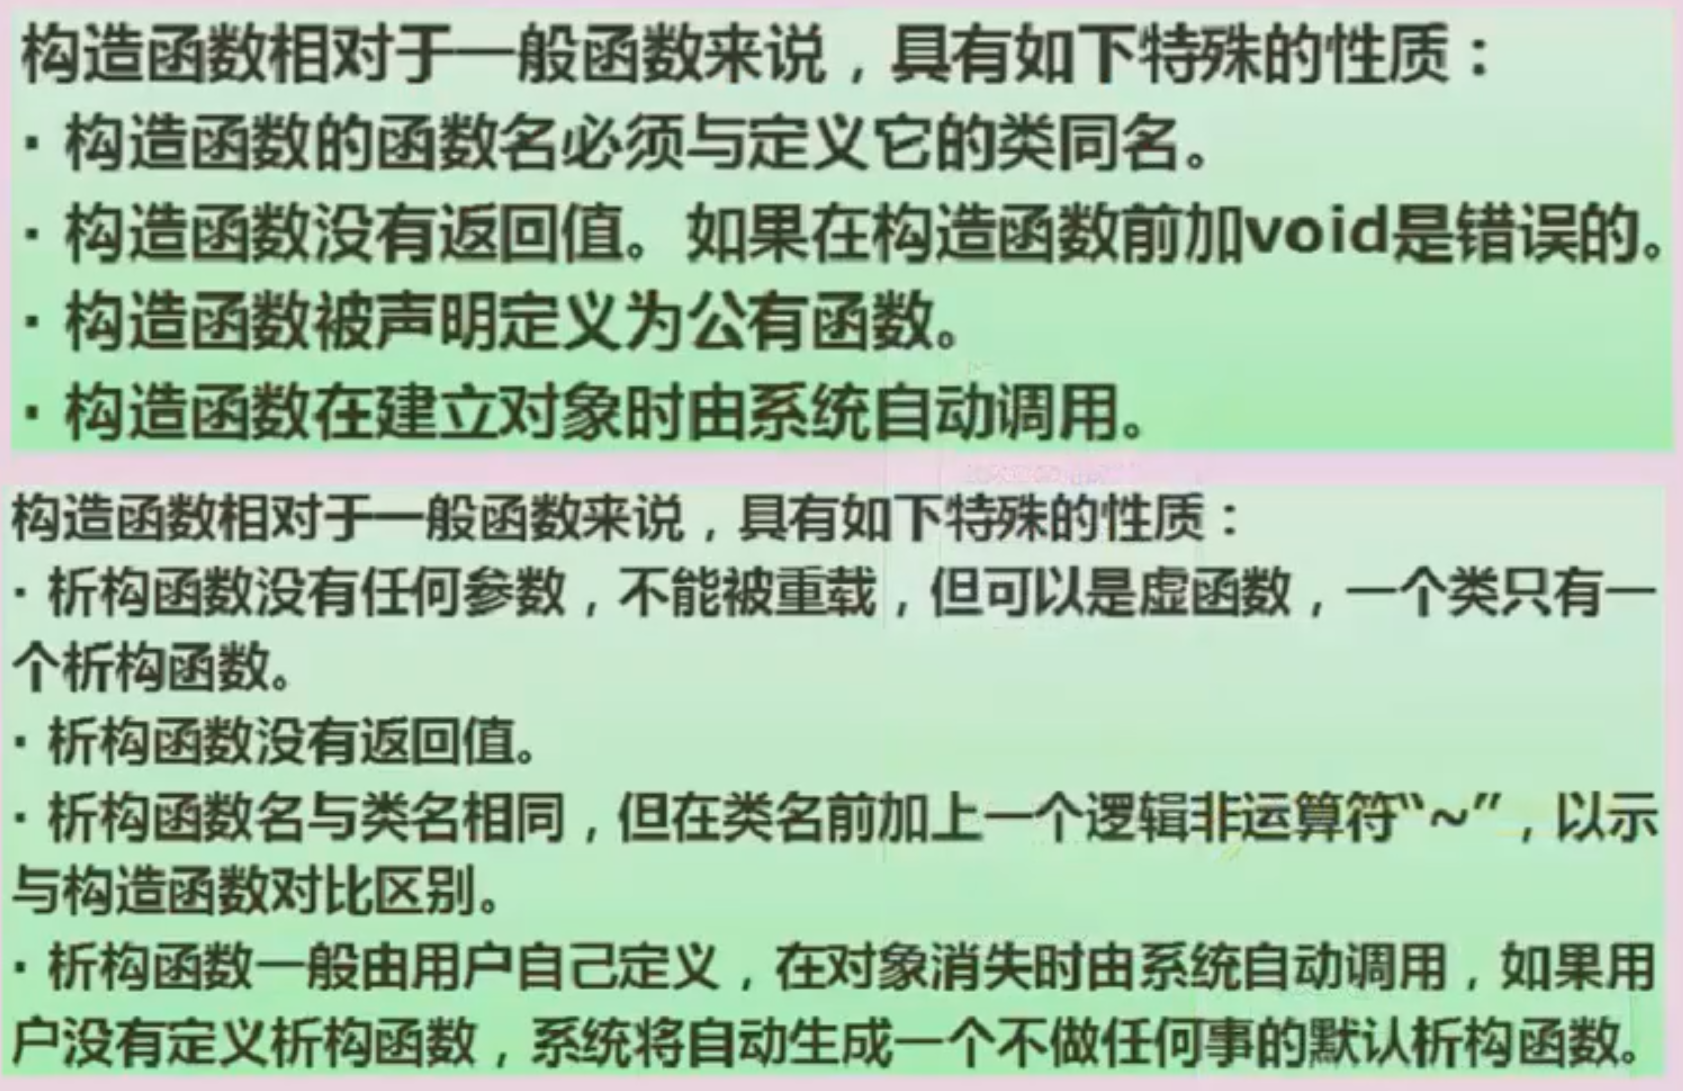 构造函数相对于一般函数来说，具有如下特殊的性质：
· 构造函数的函数名必须与定义它的类同名。
· 构造函数没有返回值。如果在构造函数前加void是错误的。
· 构造函数被声明定义为公有函数。
· 构造函数在建立对象时由系统自动调用。
构造函数相对于一般函数来说，具有如下特殊的性质：
· 析构函数没有任何参数，不能被重载，但可以是虚函数，一个类只有一
个析构函数。
· 析构函数没有返回值。
· 析构函数名与类名相同，但在类名前加上一个逻辑非运算符“~”，以示
与构造函数对比区别。
· 析构函数一般由用户自己定义，在对象消失时由系统自动调用，如果用
户没有定义析构函数，系统将自动生成一个不做任何事的默认析构函数。